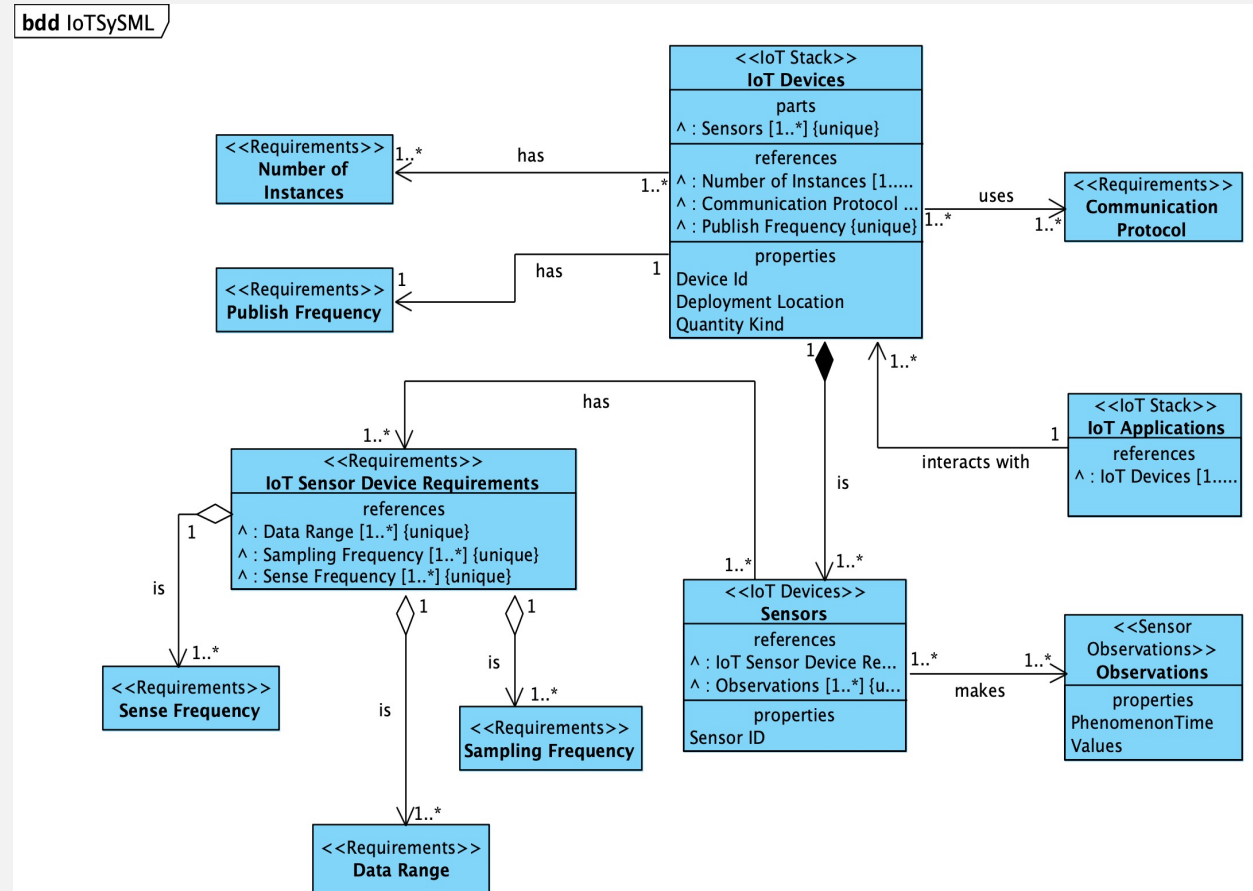 bdd IoTSySML
<<IoT Stack>>
IoT Devices
parts
^ : Sensors [1..*] {unique}
references
^ : Number of Instances [1.....
^ : Communication Protocol ...
^ : Publish Frequency {unique}
properties
Device Id
Deployment Location
Quantity Kind
<<Requirements>>
Number of
Instances
1..*
has
1..*
<<Requirements>>
Publish Frequency
1
has
1
uses
1..*
1..*
<<Requirements>>
Communication
Protocol
1
1..*
is
1..*
<<IoT Stack>>
IoT Applications
references
^ : IoT Devices [1.....
1
interacts with
has
1..*
1..*
<<Requirements>>
IoT Sensor Device Requirements
references
^ : Data Range [1..*] {unique}
^ : Sampling Frequency [1..*] {unique}
^ : Sense Frequency [1..*] {unique}
1
is
1..*
<<Requirements>>
Sense Frequency
1
is
1..*
<<Requirements>>
Data Range
1
is
1..*
<<Requirements>>
Sampling Frequency
<<IoT Devices>>
Sensors
references
^ : IoT Sensor Device Re...
^ : Observations [1..*] {u...
properties
Sensor ID
1..*
1..*
makes
<<Sensor
Observations>>
Observations
properties
PhenomenonTime
Values